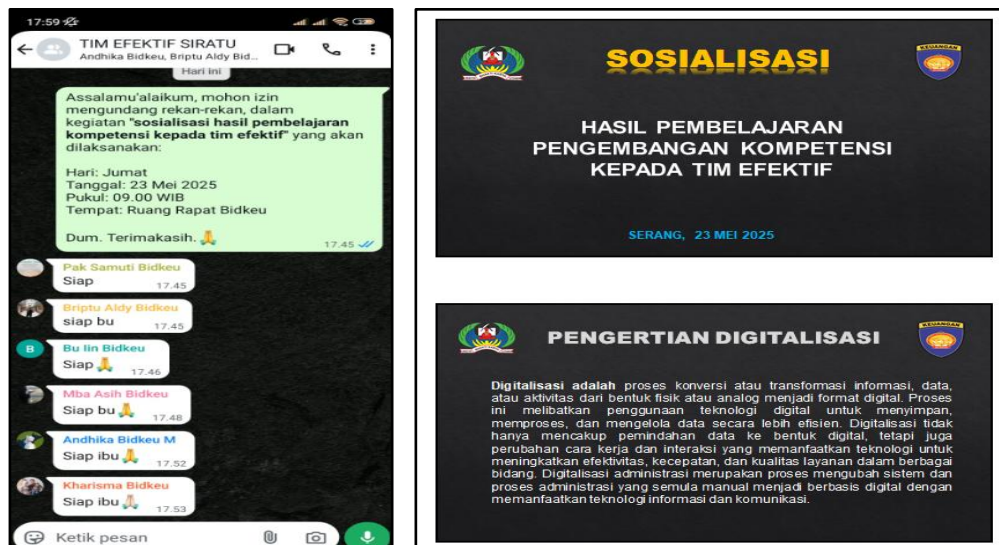 17:59
TIM EFEKTIF SIRATU
Andhika Bidkeu, Briptu Aldy Bid...
Hari ini
Assalamu'alaikum, mohon izin
mengundang rekan-rekan, dalam
kegiatan "sosialisasi hasil pembelajaran
kompetensi kepada tim efektif" yang akan
dilaksanakan:
Hari: Jumat
Tanggal: 23 Mei 2025
Pukul: 09.00 WIB
Tempat: Ruang Rapat Bidkeu
Dum. Terimakasih. 🙏
17.45
Pak Samuti Bidkeu
Siap
17.45
Briptu Aldy Bidkeu
siap bu
17.45
B
Bu Iin Bidkeu
Siap 🙏
17.46
Mba Asih Bidkeu
Siap bu 🙏
17.48
Andhika Bidkeu M
Siap ibu 🙏
17.52
Kharisma Bidkeu
Siap ibu 🙏
17.53
Ketik pesan
KEUANGAN
SOSIALISASI
HASIL PEMBELAJARAN
PENGEMBANGAN KOMPETENSI
KEPADA TIM EFEKTIF
SERANG, 23 MEI 2025
KEUANGAN
PENGERTIAN DIGITALISASI
Digitalisasi adalah proses konversi atau transformasi informasi, data,
atau aktivitas dari bentuk fisik atau analog menjadi format digital. Proses
ini melibatkan penggunaan teknologi digital untuk menyimpan,
memproses, dan mengelola data secara lebih efisien. Digitalisasi tidak
hanya mencakup pemindahan data ke bentuk digital, tetapi juga
perubahan cara kerja dan interaksi yang memanfaatkan teknologi untuk
meningkatkan efektivitas, kecepatan, dan kualitas layanan dalam berbagai
bidang. Digitalisasi administrasi merupakan proses mengubah sistem dan
proses administrasi yang semula manual menjadi berbasis digital dengan
memanfaatkan teknologi informasi dan komunikasi.